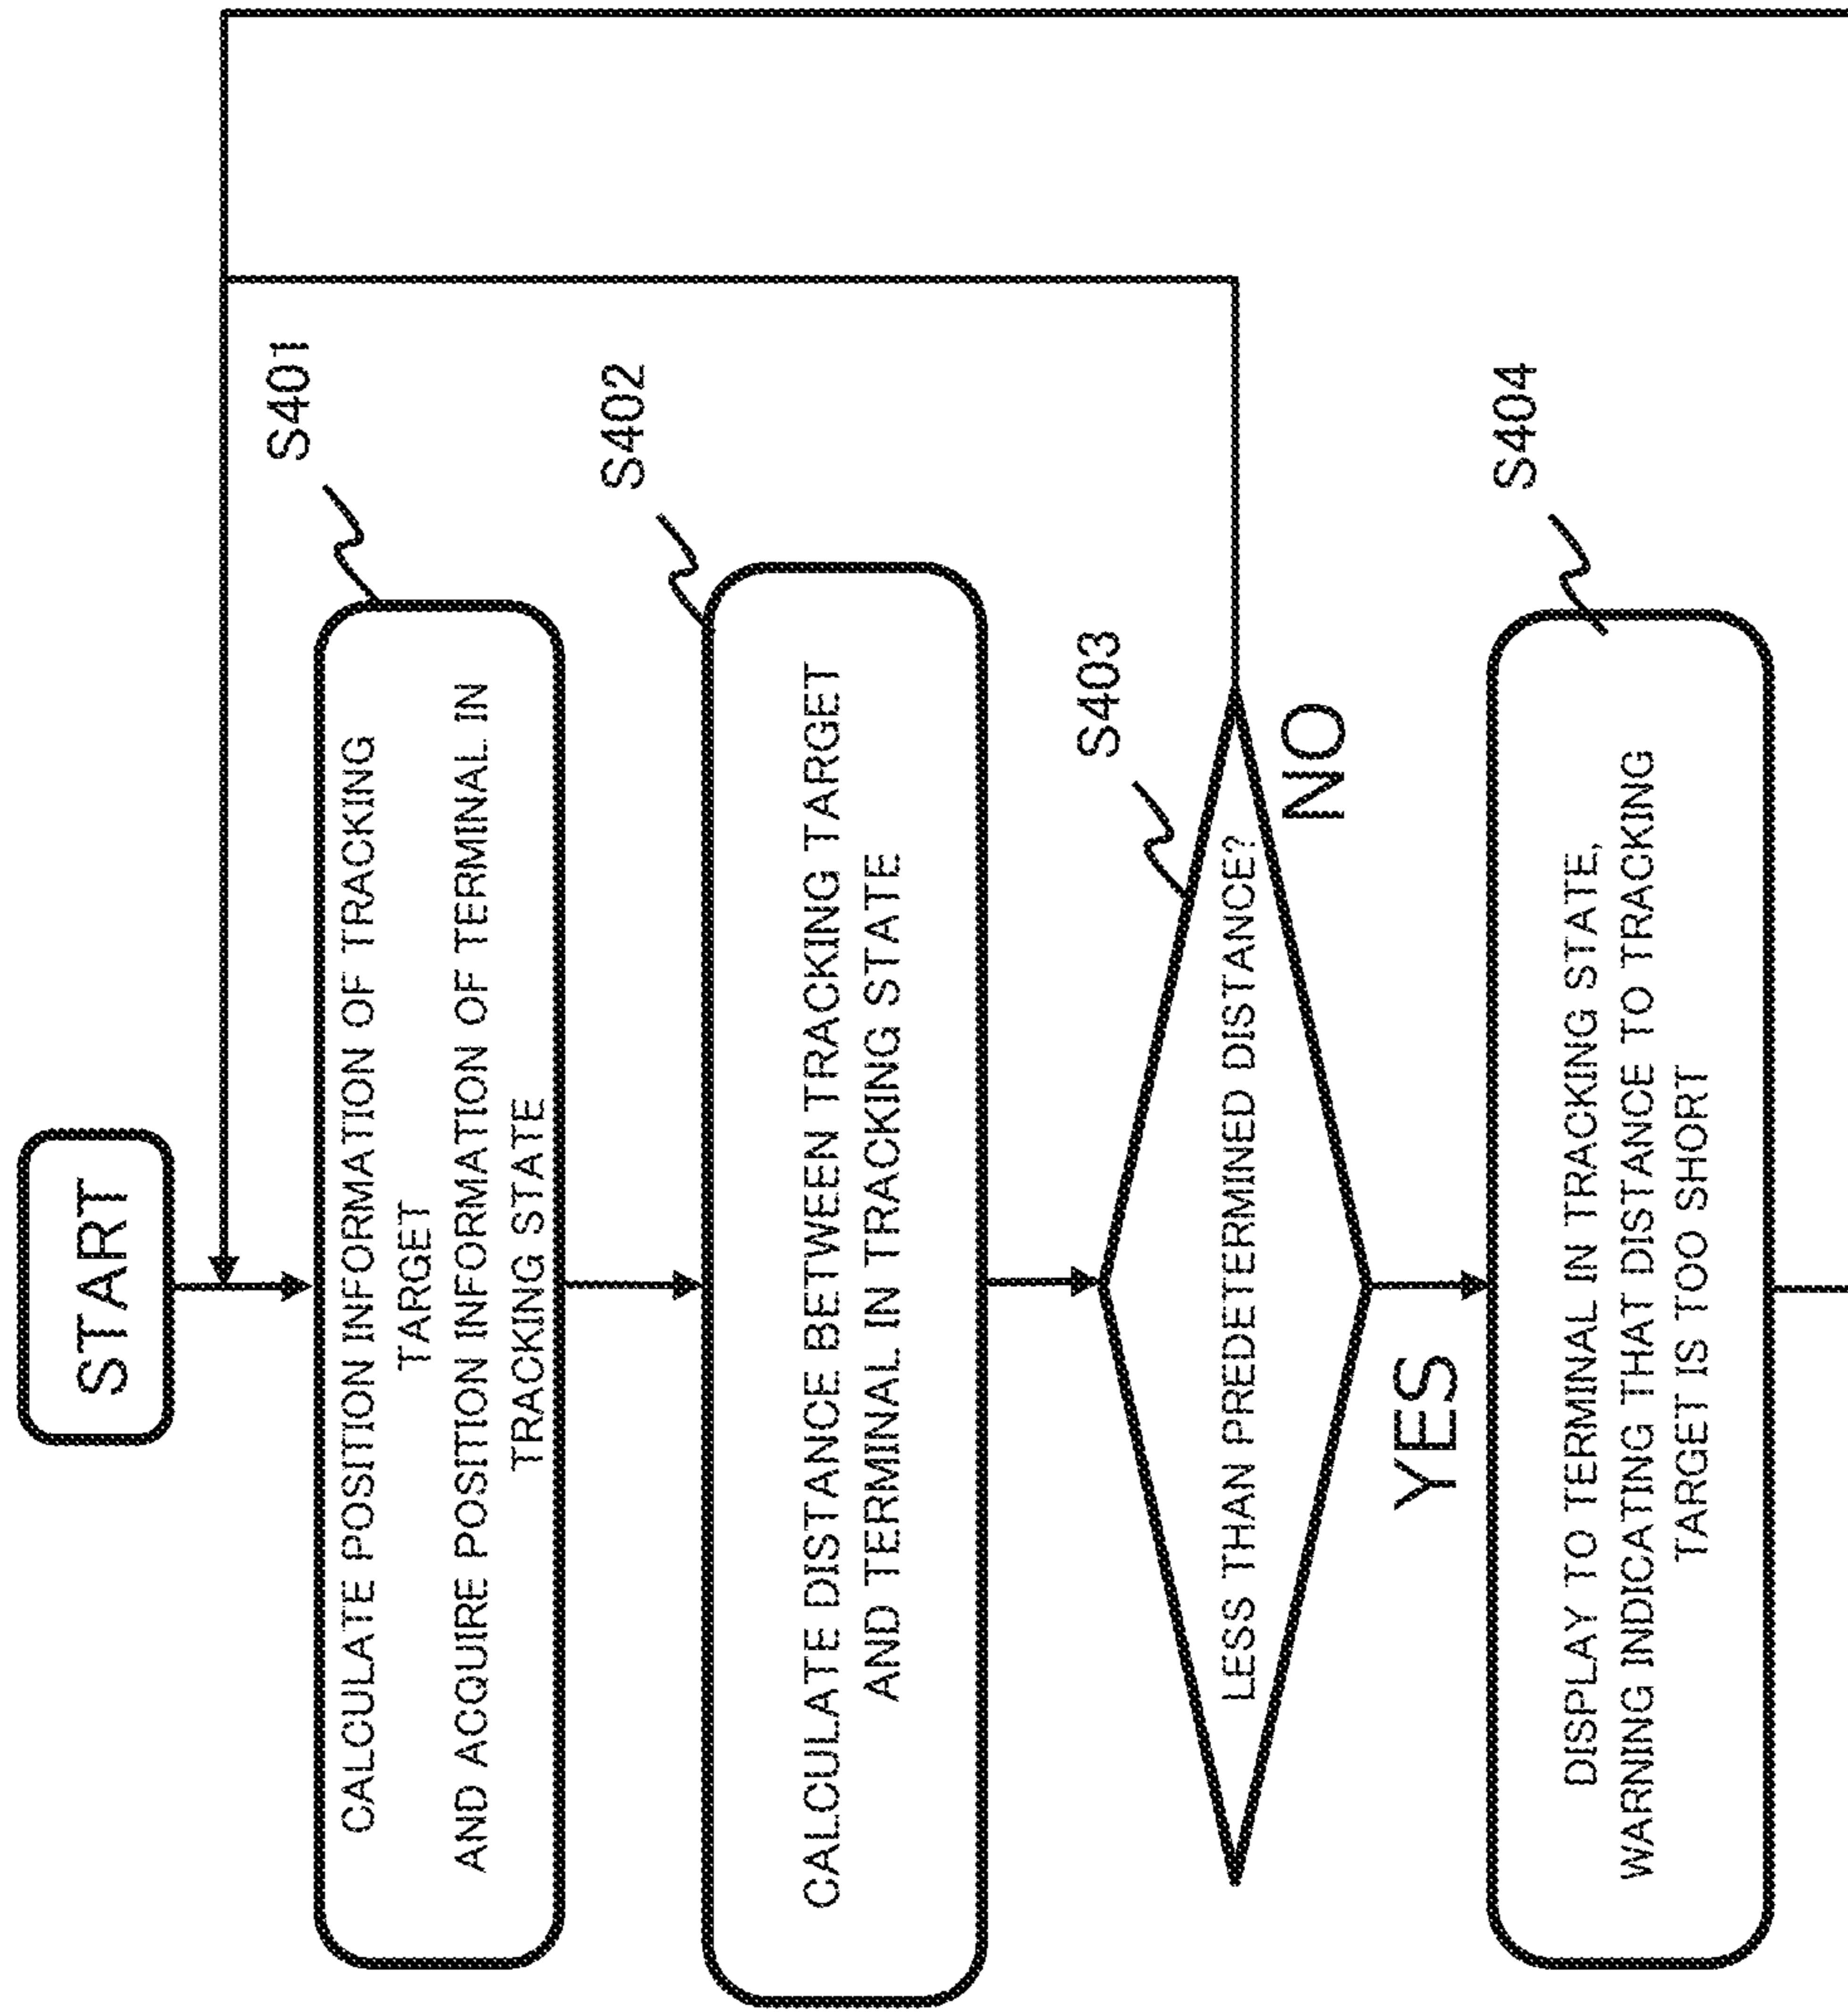 START
CALCULATE POSITION INFORMATION OF TRACKING
TARGET
AND ACQUIRE POSITION INFORMATION OF TERMINAL IN
TRACKING STATE
S401
CALCULATE DISTANCE BETWEEN TRACKING TARGET
AND TERMINAL IN TRACKING STATE
S402
LESS THAN PREDETERMINED DISTANCE?
S403
NO
YES
DISPLAY TO TERMINAL IN TRACKING STATE,
WARNING INDICATING THAT DISTANCE TO TRACKING
TARGET IS TOO SHORT
S404